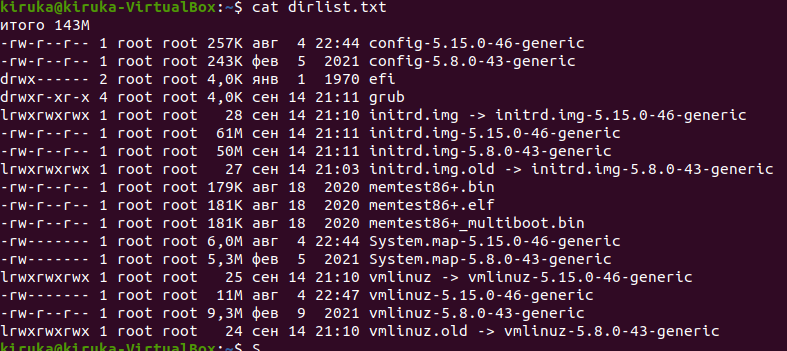 kiruka@kiruka-VirtualBox:~$ cat dirlist.txt
итого 143M
-rw-r--r-- 1 root root 257K авг  4 22:44 config-5.15.0-46-generic
-rw-r--r-- 1 root root 243K фев  5  2021 config-5.8.0-43-generic
drwx------ 2 root root 4,0K янв  1  1970 efi
drwxr-xr-x 4 root root 4,0K сен 14 21:11 grub
lrwxrwxrwx 1 root root   28 сен 14 21:10 initrd.img -> initrd.img-5.15.0-46-generic
-rw-r--r-- 1 root root  61M сен 14 21:11 initrd.img-5.15.0-46-generic
-rw-r--r-- 1 root root  50M сен 14 21:11 initrd.img-5.8.0-43-generic
lrwxrwxrwx 1 root root   27 сен 14 21:03 initrd.img.old -> initrd.img-5.8.0-43-generic
-rw-r--r-- 1 root root 179K авг 18  2020 memtest86+.bin
-rw-r--r-- 1 root root 181K авг 18  2020 memtest86+.elf
-rw-r--r-- 1 root root 181K авг 18  2020 memtest86+_multiboot.bin
-rw------- 1 root root 6,0M авг  4 22:44 System.map-5.15.0-46-generic
-rw------- 1 root root 5,3M фев  5  2021 System.map-5.8.0-43-generic
lrwxrwxrwx 1 root root   25 сен 14 21:10 vmlinuz -> vmlinuz-5.15.0-46-generic
-rw------- 1 root root  11M авг  4 22:47 vmlinuz-5.15.0-46-generic
-rw------- 1 root root 9,3M фев  9  2021 vmlinuz-5.8.0-43-generic
lrwxrwxrwx 1 root root   24 сен 14 21:10 vmlinuz.old -> vmlinuz-5.8.0-43-generic
kiruka@kiruka-VirtualBox:~$